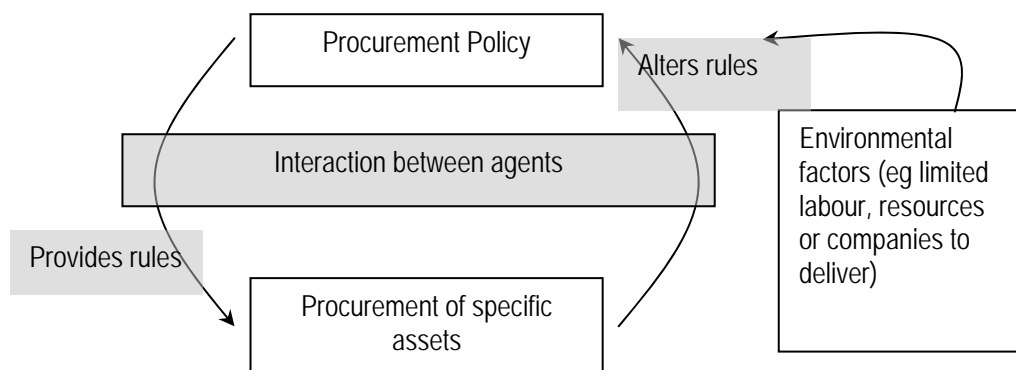 Procurement Policy
Alters rules
Interaction between agents
Environmental
factors (eg limited
labour, resources
or companies to
deliver)
Provides rules
Procurement of specific
assets